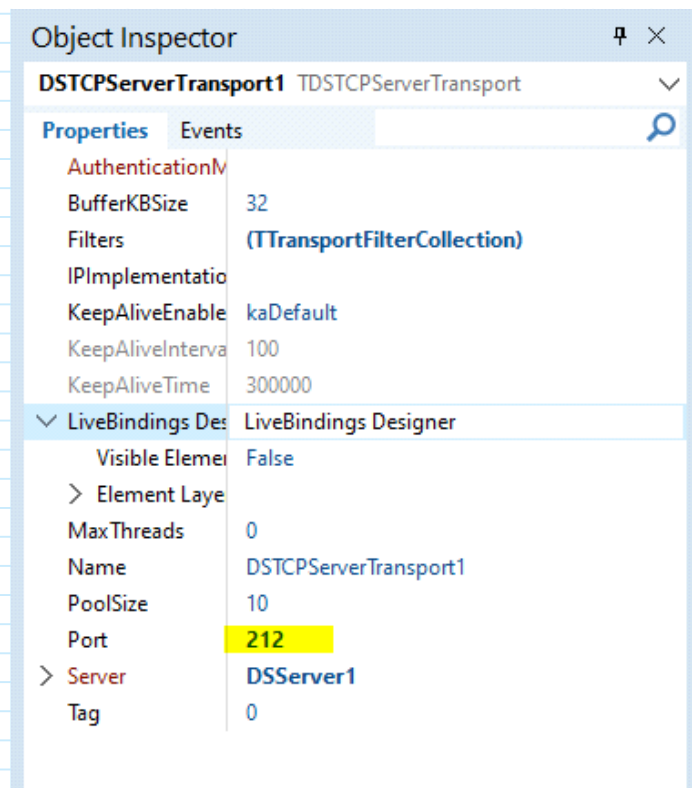 Object Inspector
DSTCPServerTransport1 TDSTCPServerTransport
Properties Events
AuthenticationM
BufferKBSize 32
Filters (TTransportFilterCollection)
IPImplementatio
KeepAliveEnable kaDefault
KeepAliveInterva 100
KeepAliveTime 300000
LiveBindings Des LiveBindings Designer
Visible Elemer False
Element Laye
MaxThreads 0
Name DSTCPServerTransport1
PoolSize 10
Port 212
Server DSServer1
Tag 0